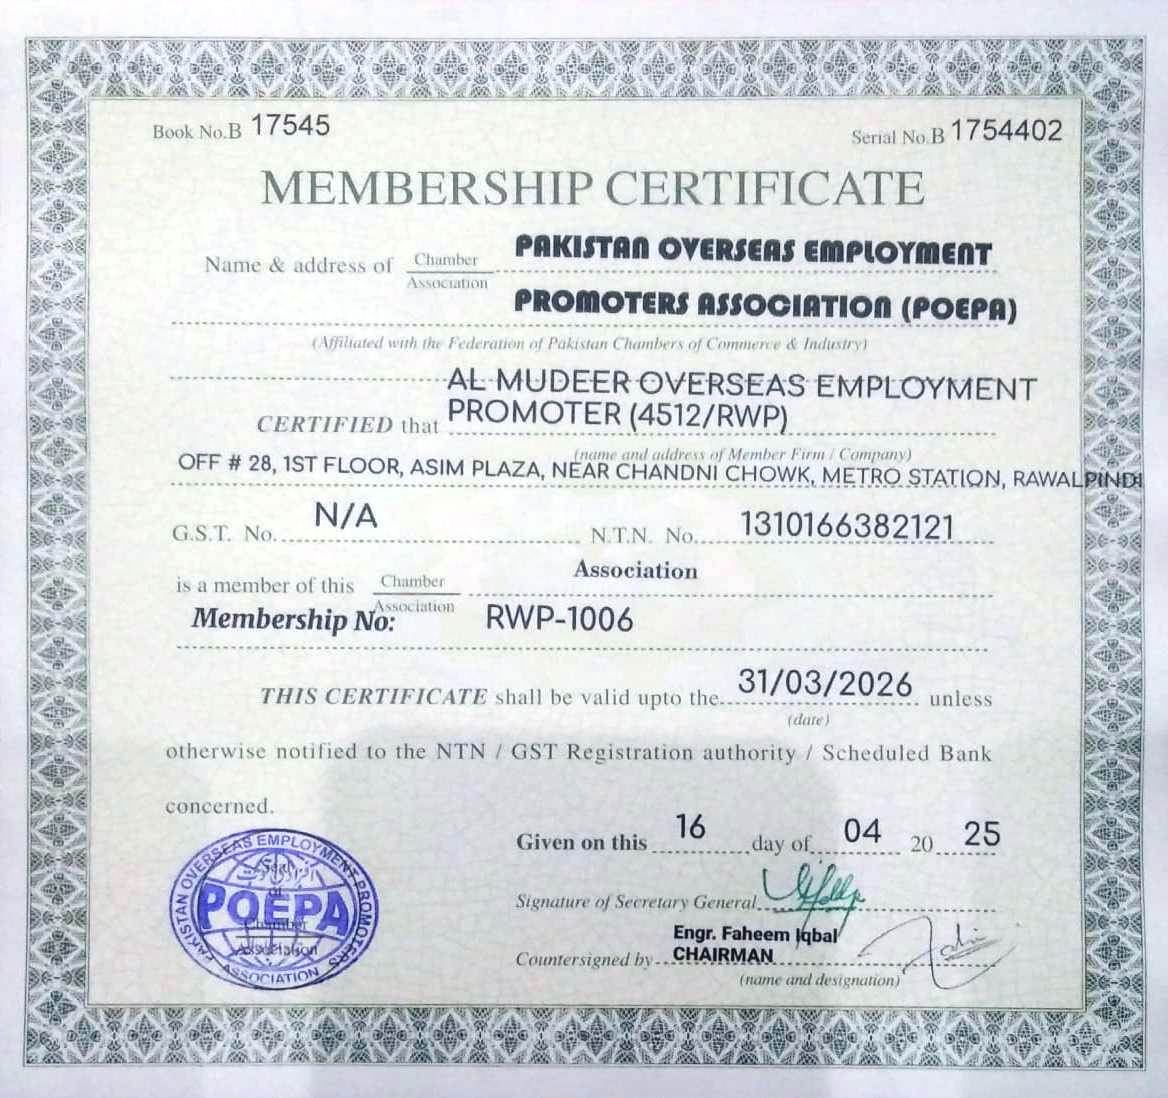 Book No.B 17545
Serial No.B 1754402
MEMBERSHIP CERTIFICATE
Name & address of Chamber PAKISTAN OVERSEAS EMPLOYMENT
Association
PROMOTERS ASSOCIATION (POEPA)
(Affiliated with the Federation of Pakistan Chambers of Commerce & Industry)
AL-MUDEER OVERSEAS EMPLOYMENT
CERTIFIED that PROMOTER (4512/RWP)
(name and address of Member Firm / Company)
OFF # 28, 1ST FLOOR, ASIM PLAZA, NEAR CHANDNI CHOWK, METRO STATION, RAWALPINDI
G.S.T. No. N/A N.T.N. No. 1310166382121
is a member of this Chamber Association
Association
Membership No: RWP-1006
THIS CERTIFICATE shall be valid upto the 31/03/2026 unless
(date)
otherwise notified to the NTN / GST Registration authority / Scheduled Bank
concerned.
Given on this 16 day of 04 20 25
Signature of Secretary General
Engr. Faheem Iqbal
Countersigned by CHAIRMAN
(name and designation)
PAKISTAN OVERSEAS EMPLOYMENT PROMOTERS
Seal
of
POEPA
Chamber
Association
ASSOCIATION